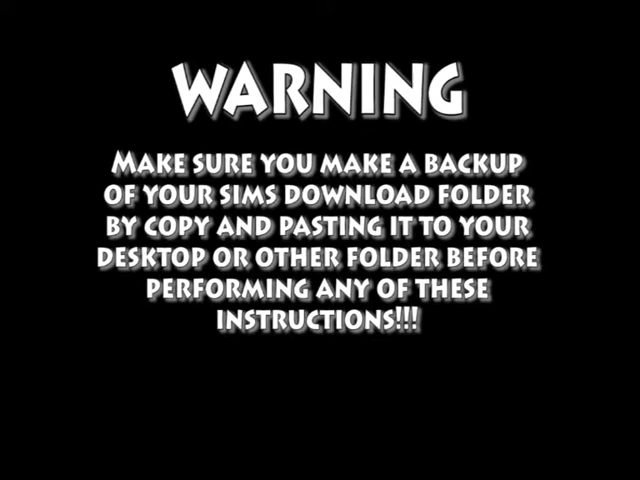 WARNING
MAKE SURE YOU MAKE A BACKUP
OF YOUR SIMS DOWNLOAD FOLDER
BY COPY AND PASTING IT TO YOUR
DESKTOP OR OTHER FOLDER BEFORE
PERFORMING ANY OF THESE
INSTRUCTIONS!!!